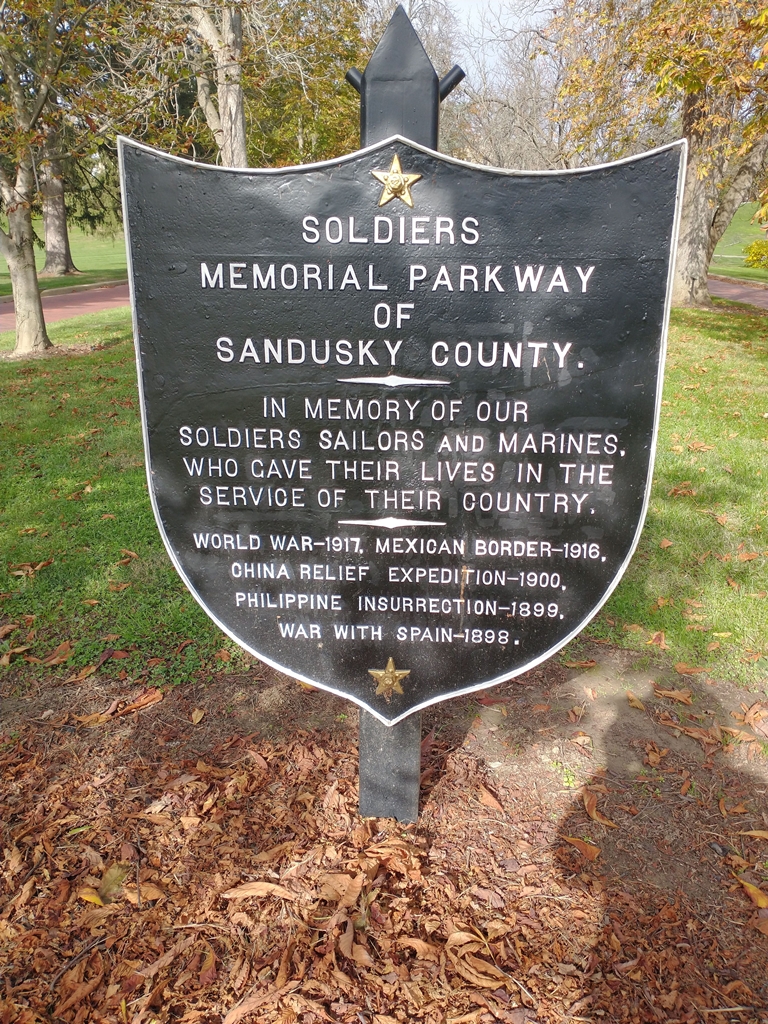 SOLDIERS
MEMORIAL PARKWAY
OF
SANDUSKY COUNTY.
IN MEMORY OF OUR
SOLDIERS SAILORS AND MARINES,
WHO GAVE THEIR LIVES IN THE
SERVICE OF THEIR COUNTRY.
WORLD WAR-1917, MEXICAN BORDER-1916,
CHINA RELIEF EXPEDITION-1900,
PHILIPPINE INSURRECTION-1899,
WAR WITH SPAIN-1898.